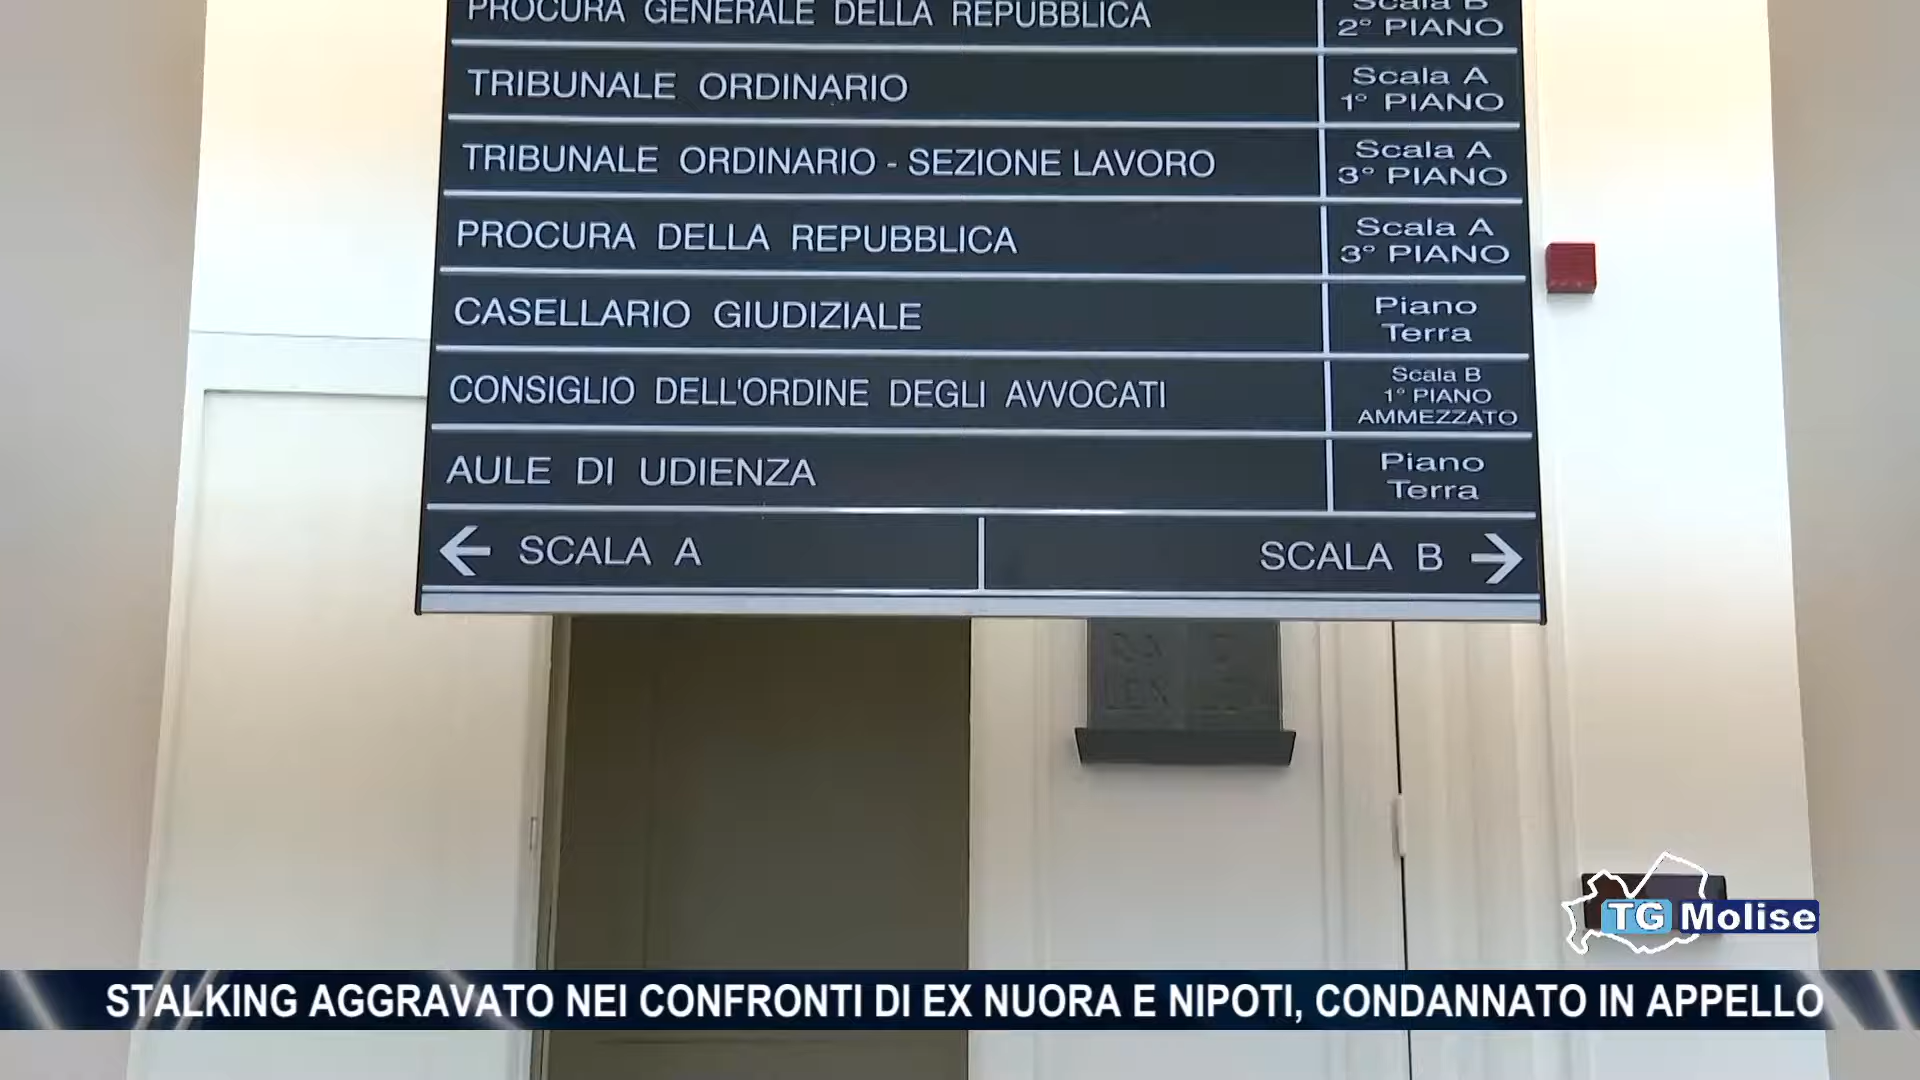 PROCURA GENERALE DELLA REPUBBLICA
Scala B
2° PIANO
TRIBUNALE ORDINARIO
Scala A
1° PIANO
TRIBUNALE ORDINARIO - SEZIONE LAVORO
Scala A
3° PIANO
PROCURA DELLA REPUBBLICA
Scala A
3° PIANO
CASELLARIO GIUDIZIALE
Piano
Terra
CONSIGLIO DELL'ORDINE DEGLI AVVOCATI
Scala B
1° PIANO
AMMEZZATO
AULE DI UDIENZA
Piano
Terra
← SCALA A
SCALA B →
TG Molise
STALKING AGGRAVATO NEI CONFRONTI DI EX NUORA E NIPOTI, CONDANNATO IN APPELLO